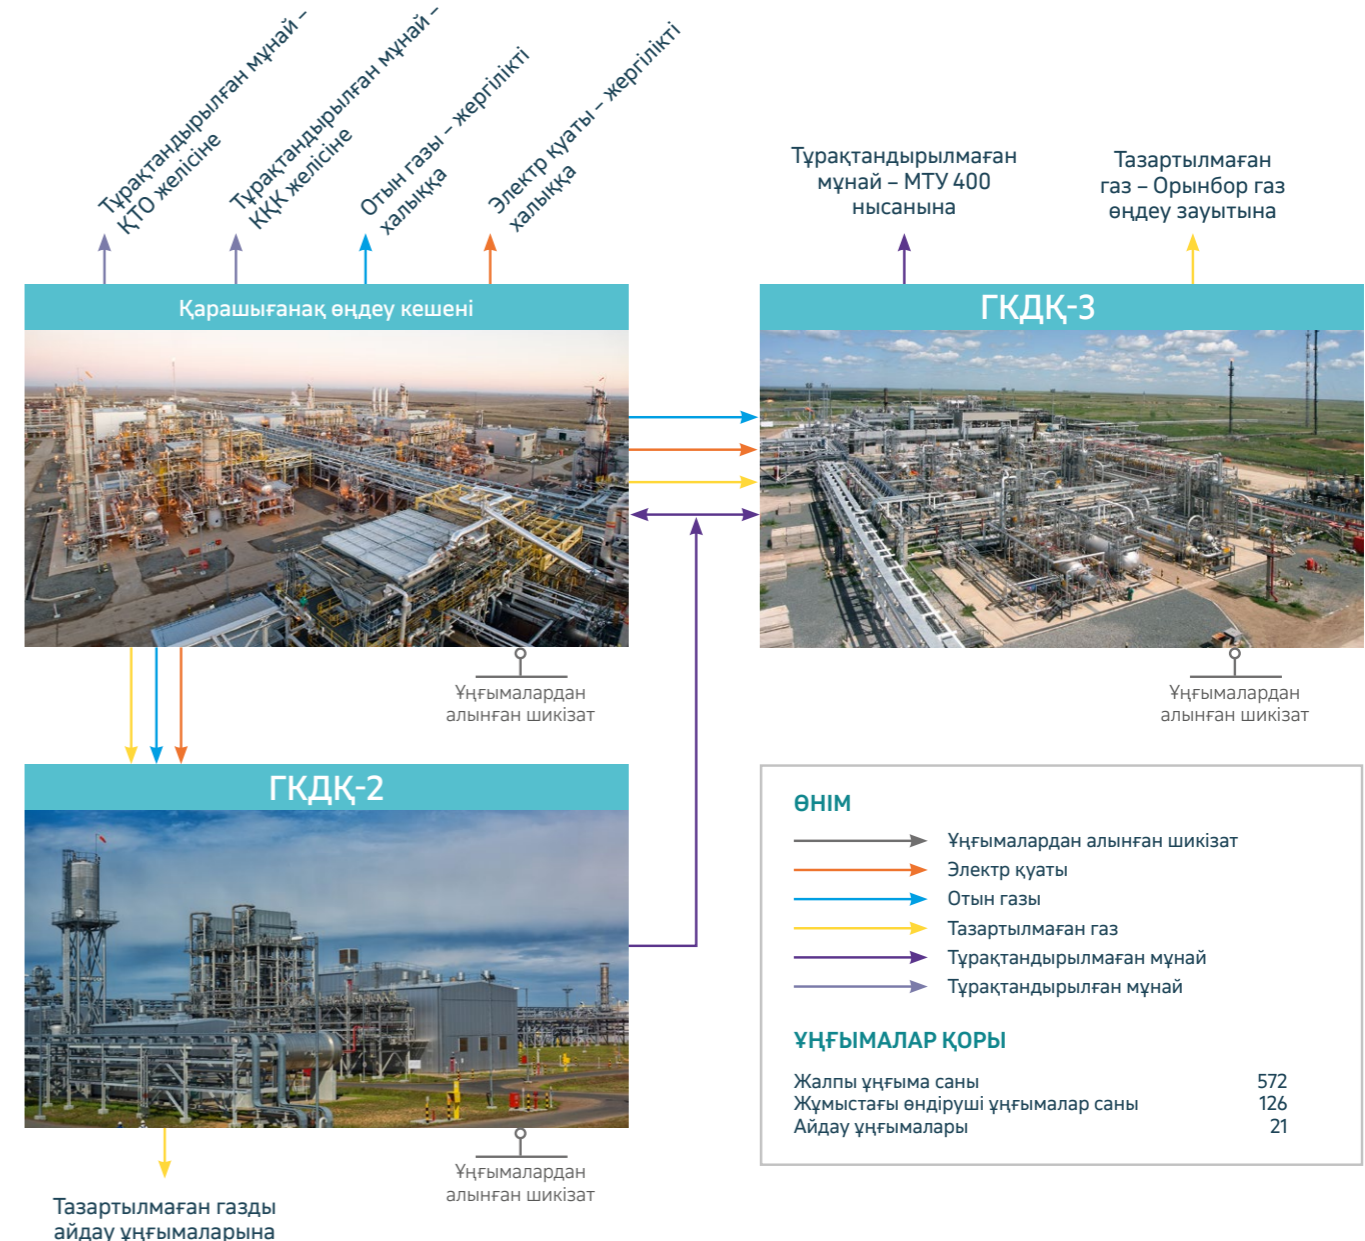 Тұрақтандырылған мұнай –
ҚТО желісіне
Тұрақтандырылған мұнай –
КҚК желісіне
Отын газы – жергілікті
халыққа
Электр қуаты – жергілікті
халыққа
Тұрақтандырылмаған
мұнай – МТУ 400
нысанына
Тазартылмаған
газ – Орынбор газ
өңдеу зауытына
Қарашығанақ өңдеу кешені
ГКДҚ-3
Ұңғымалардан
алынған шикізат
Ұңғымалардан
алынған шикізат
ГКДҚ-2
Ұңғымалардан
алынған шикізат
Тазартылмаған газды
айдау ұңғымаларына
ӨНІМ
Ұңғымалардан алынған шикізат
Электр қуаты
Отын газы
Тазартылмаған газ
Тұрақтандырылмаған мұнай
Тұрақтандырылған мұнай
ҰҢҒЫМАЛАР ҚОРЫ
Жалпы ұңғыма саны 572
Жұмыстағы өндіруші ұңғымалар саны 126
Айдау ұңғымалары 21